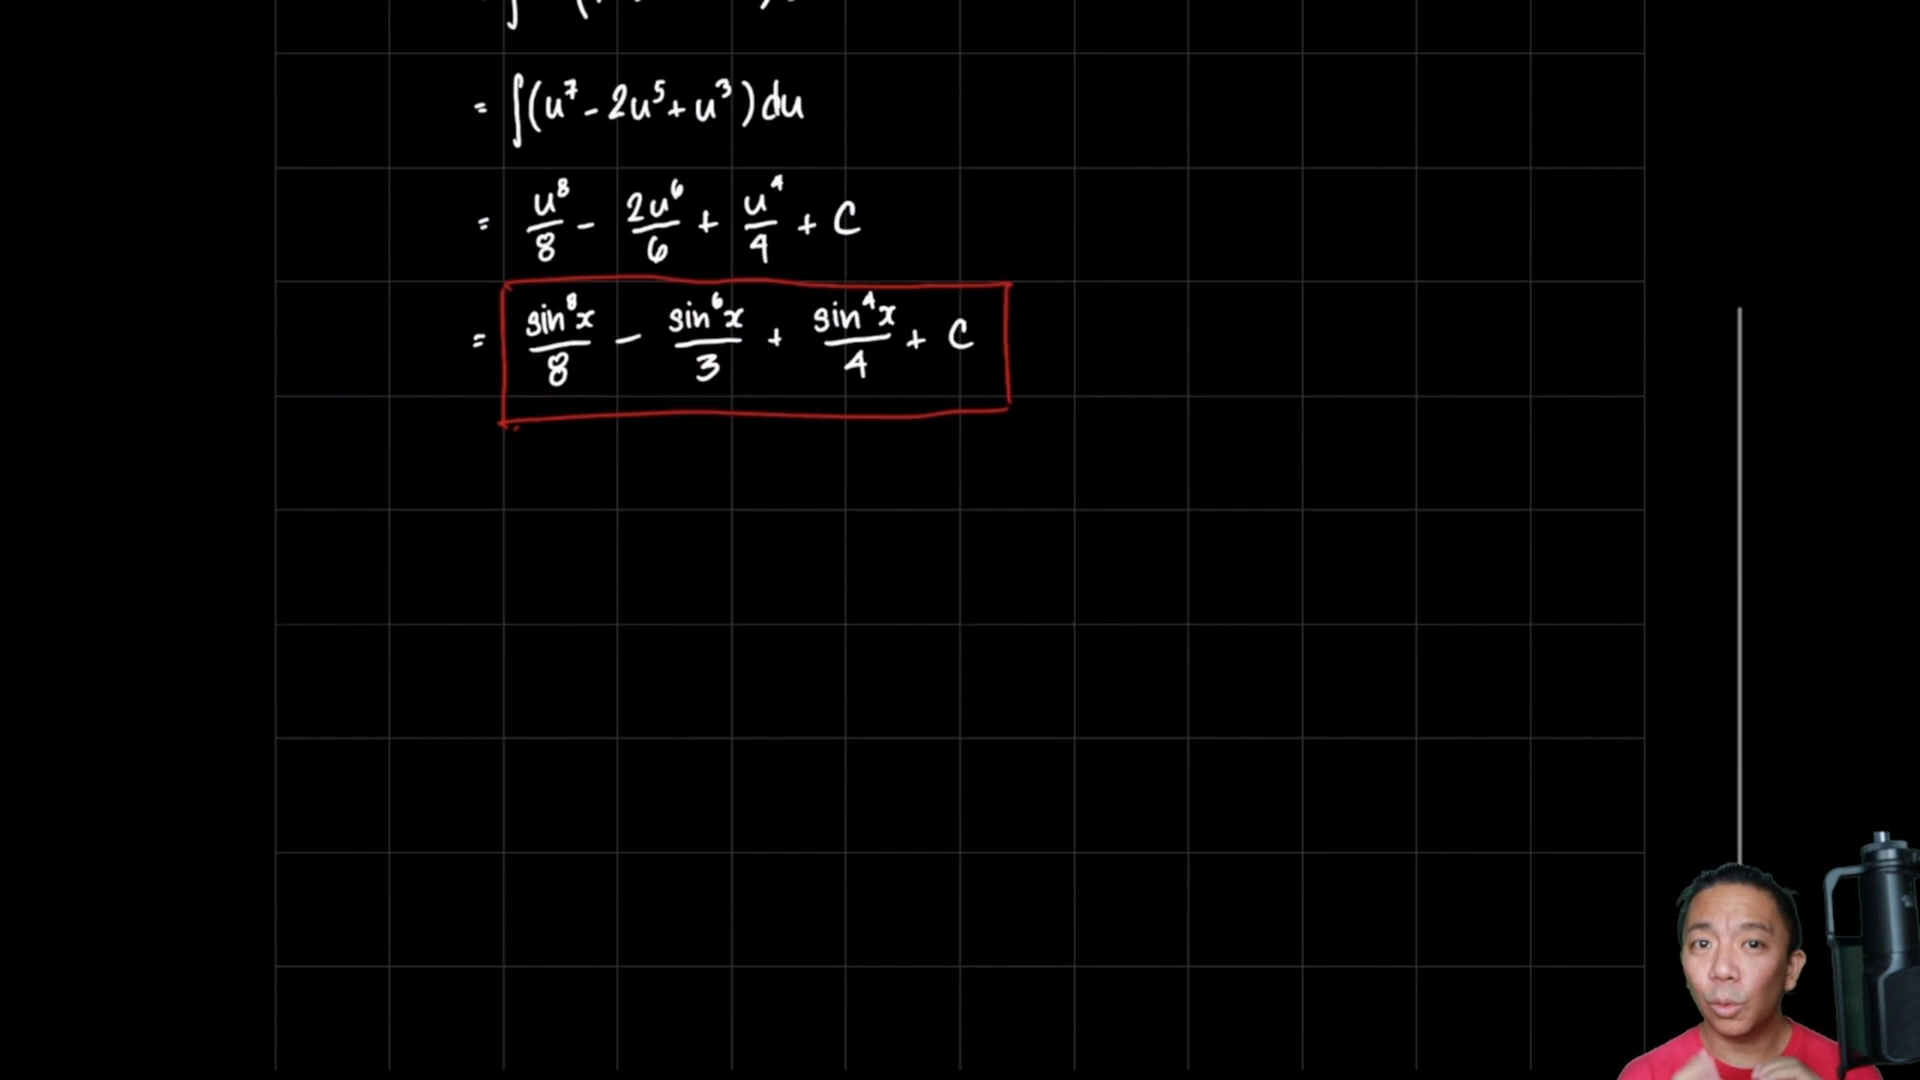 = ∫(u⁷ - 2u⁵ + u³) du
= u⁸/8 - 2u⁶/6 + u⁴/4 + C
= sin⁸x/8 - sin⁶x/3 + sin⁴x/4 + C